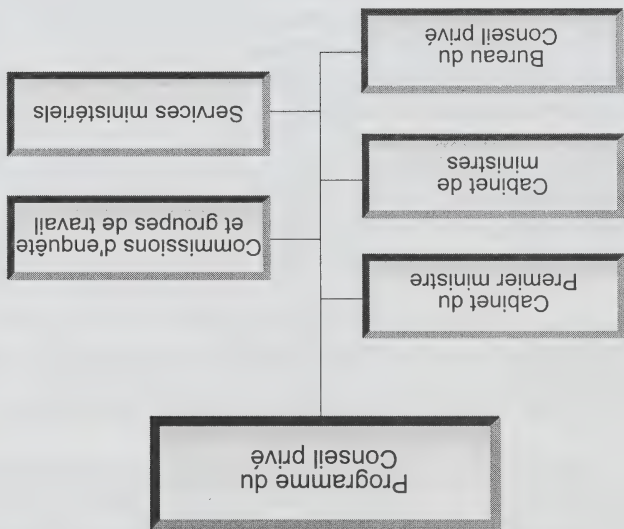 Programme du
Conseil privé
Cabinet du
Premier ministre
Commissions d'enquête
et groupes de travail
Cabinet de
ministres
Services ministériels
Bureau du
Conseil privé